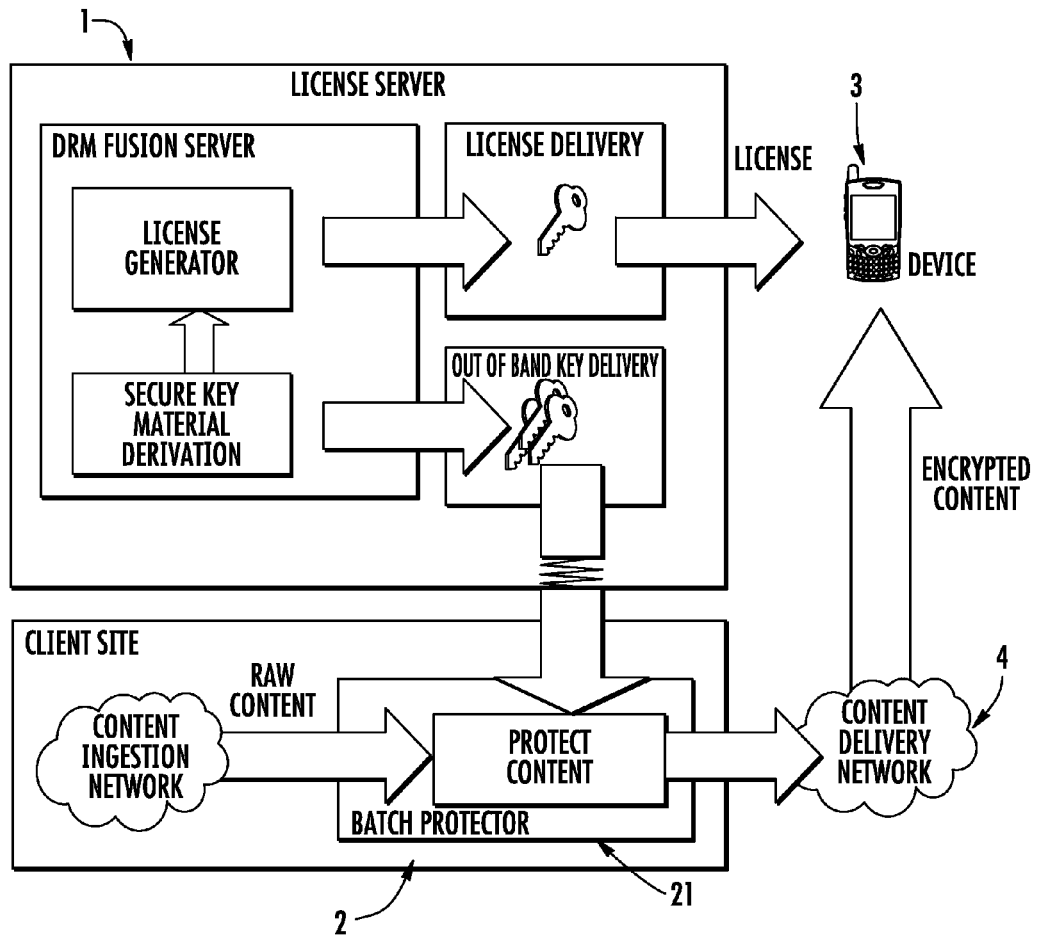 1
LICENSE SERVER
DRM FUSION SERVER
LICENSE
GENERATOR
SECURE KEY
MATERIAL
DERIVATION
LICENSE DELIVERY
OUT OF BAND KEY DELIVERY
LICENSE
3
DEVICE
ENCRYPTED
CONTENT
CLIENT SITE
RAW
CONTENT
CONTENT
INGESTION
NETWORK
PROTECT
CONTENT
BATCH PROTECTOR
CONTENT
DELIVERY
NETWORK
4
2
21